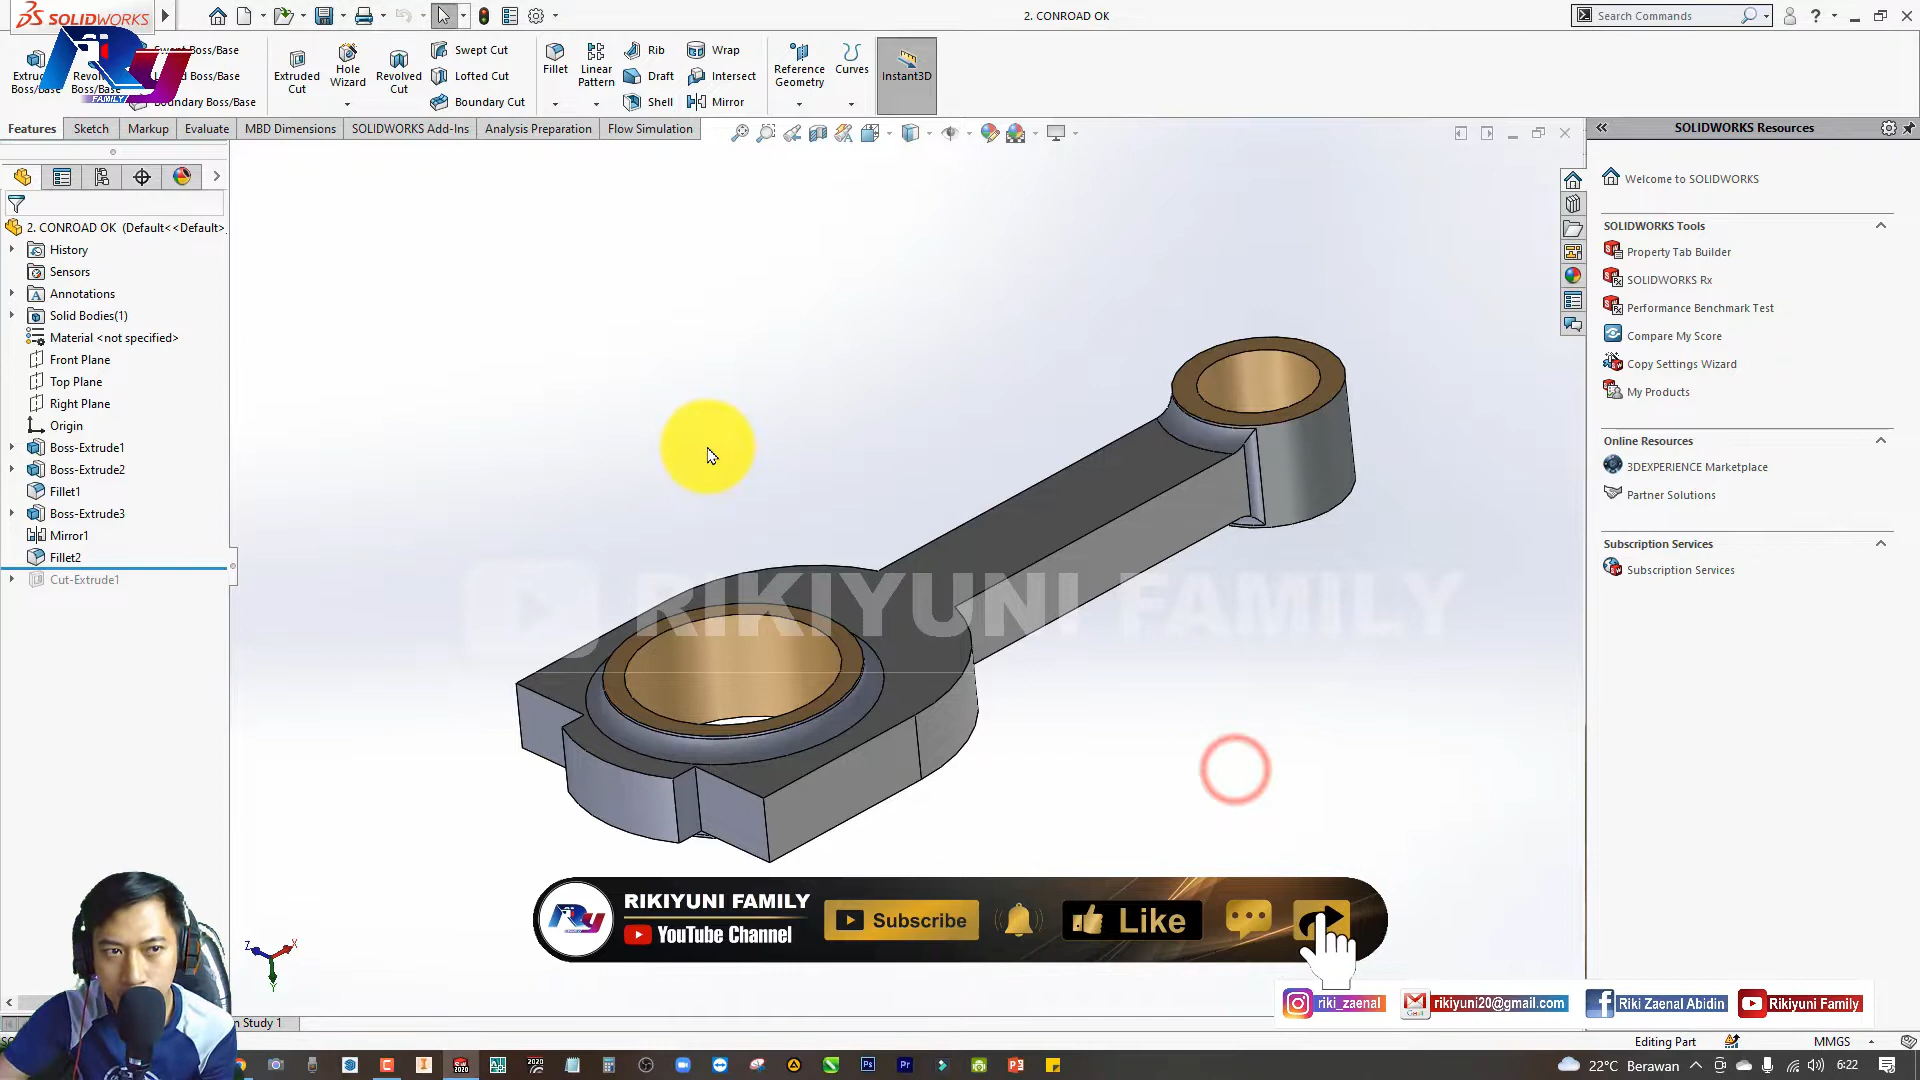 SOLIDWORKS
2. CONROAD OK
Search Commands
Ry
FAMILY
Swept Boss/Base
Boss/Base
Boundary Boss/Base
Extruded
Cut
Hole
Wizard
Revolved
Cut
Swept Cut
Lofted Cut
Boundary Cut
Fillet
Linear
Pattern
Rib
Draft
Shell
Wrap
Intersect
Mirror
Reference
Geometry
Curves
Instant3D
Features
Sketch
Markup
Evaluate
MBD Dimensions
SOLIDWORKS Add-Ins
Analysis Preparation
Flow Simulation
2. CONROAD OK (Default<<Default>
History
Sensors
Annotations
Solid Bodies(1)
Material <not specified>
Front Plane
Top Plane
Right Plane
Origin
Boss-Extrude1
Boss-Extrude2
Fillet1
Boss-Extrude3
Mirror1
Fillet2
Cut-Extrude1
SOLIDWORKS Resources
Welcome to SOLIDWORKS
SOLIDWORKS Tools
Property Tab Builder
SOLIDWORKS Rx
Performance Benchmark Test
Compare My Score
Copy Settings Wizard
My Products
Online Resources
3DEXPERIENCE Marketplace
Partner Solutions
Subscription Services
Subscription Services
RIKIYUNI FAMILY
RIKIYUNI FAMILY
YouTube Channel
Subscribe
Like
Z
X
Y
riki_zaenal
Gmail
rikiyuni20@gmail.com
Riki Zaenal Abidin
Rikiyuni Family
Study 1
Editing Part
MMGS
22°C Berawan
6:22